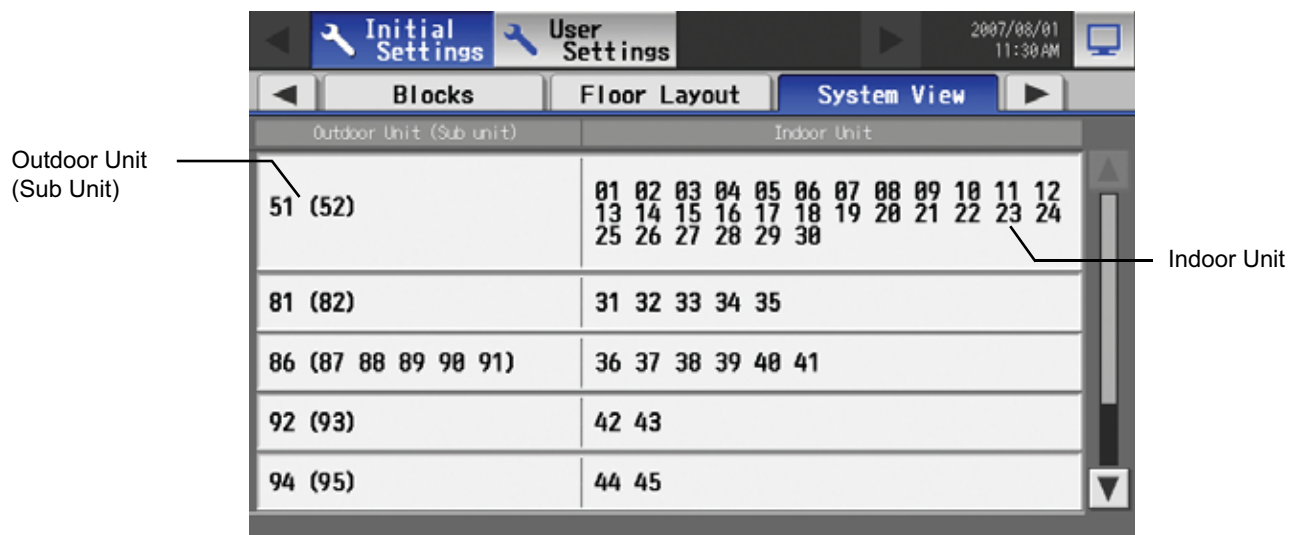 Initial
Settings
User
Settings
2007/08/01
11:30 AM
Blocks
Floor Layout
System View
Outdoor Unit (Sub unit)
Indoor Unit
Outdoor Unit
(Sub Unit)
51 (52)
01 02 03 04 05 06 07 08 09 10 11 12
13 14 15 16 17 18 19 20 21 22 23 24
25 26 27 28 29 30
Indoor Unit
81 (82)
31 32 33 34 35
86 (87 88 89 90 91)
36 37 38 39 40 41
92 (93)
42 43
94 (95)
44 45